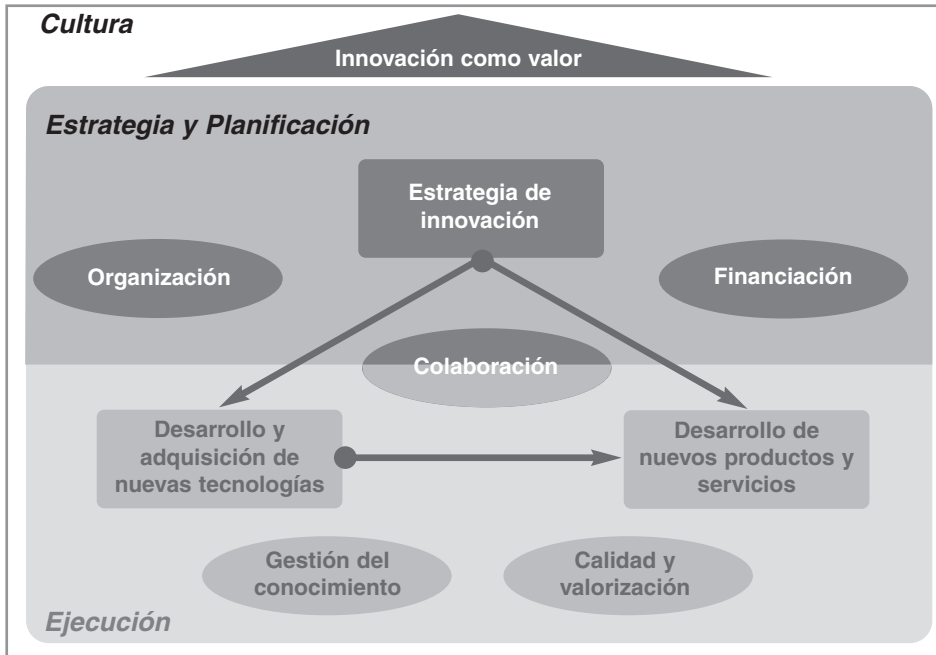 Cultura
Innovación como valor
Estrategia y Planificación
Estrategia de
innovación
Organización
Financiación
Colaboración
Desarrollo y
adquisición de
nuevas tecnologías
Desarrollo de
nuevos productos y
servicios
Gestión del
conocimiento
Calidad y
valorización
Ejecución